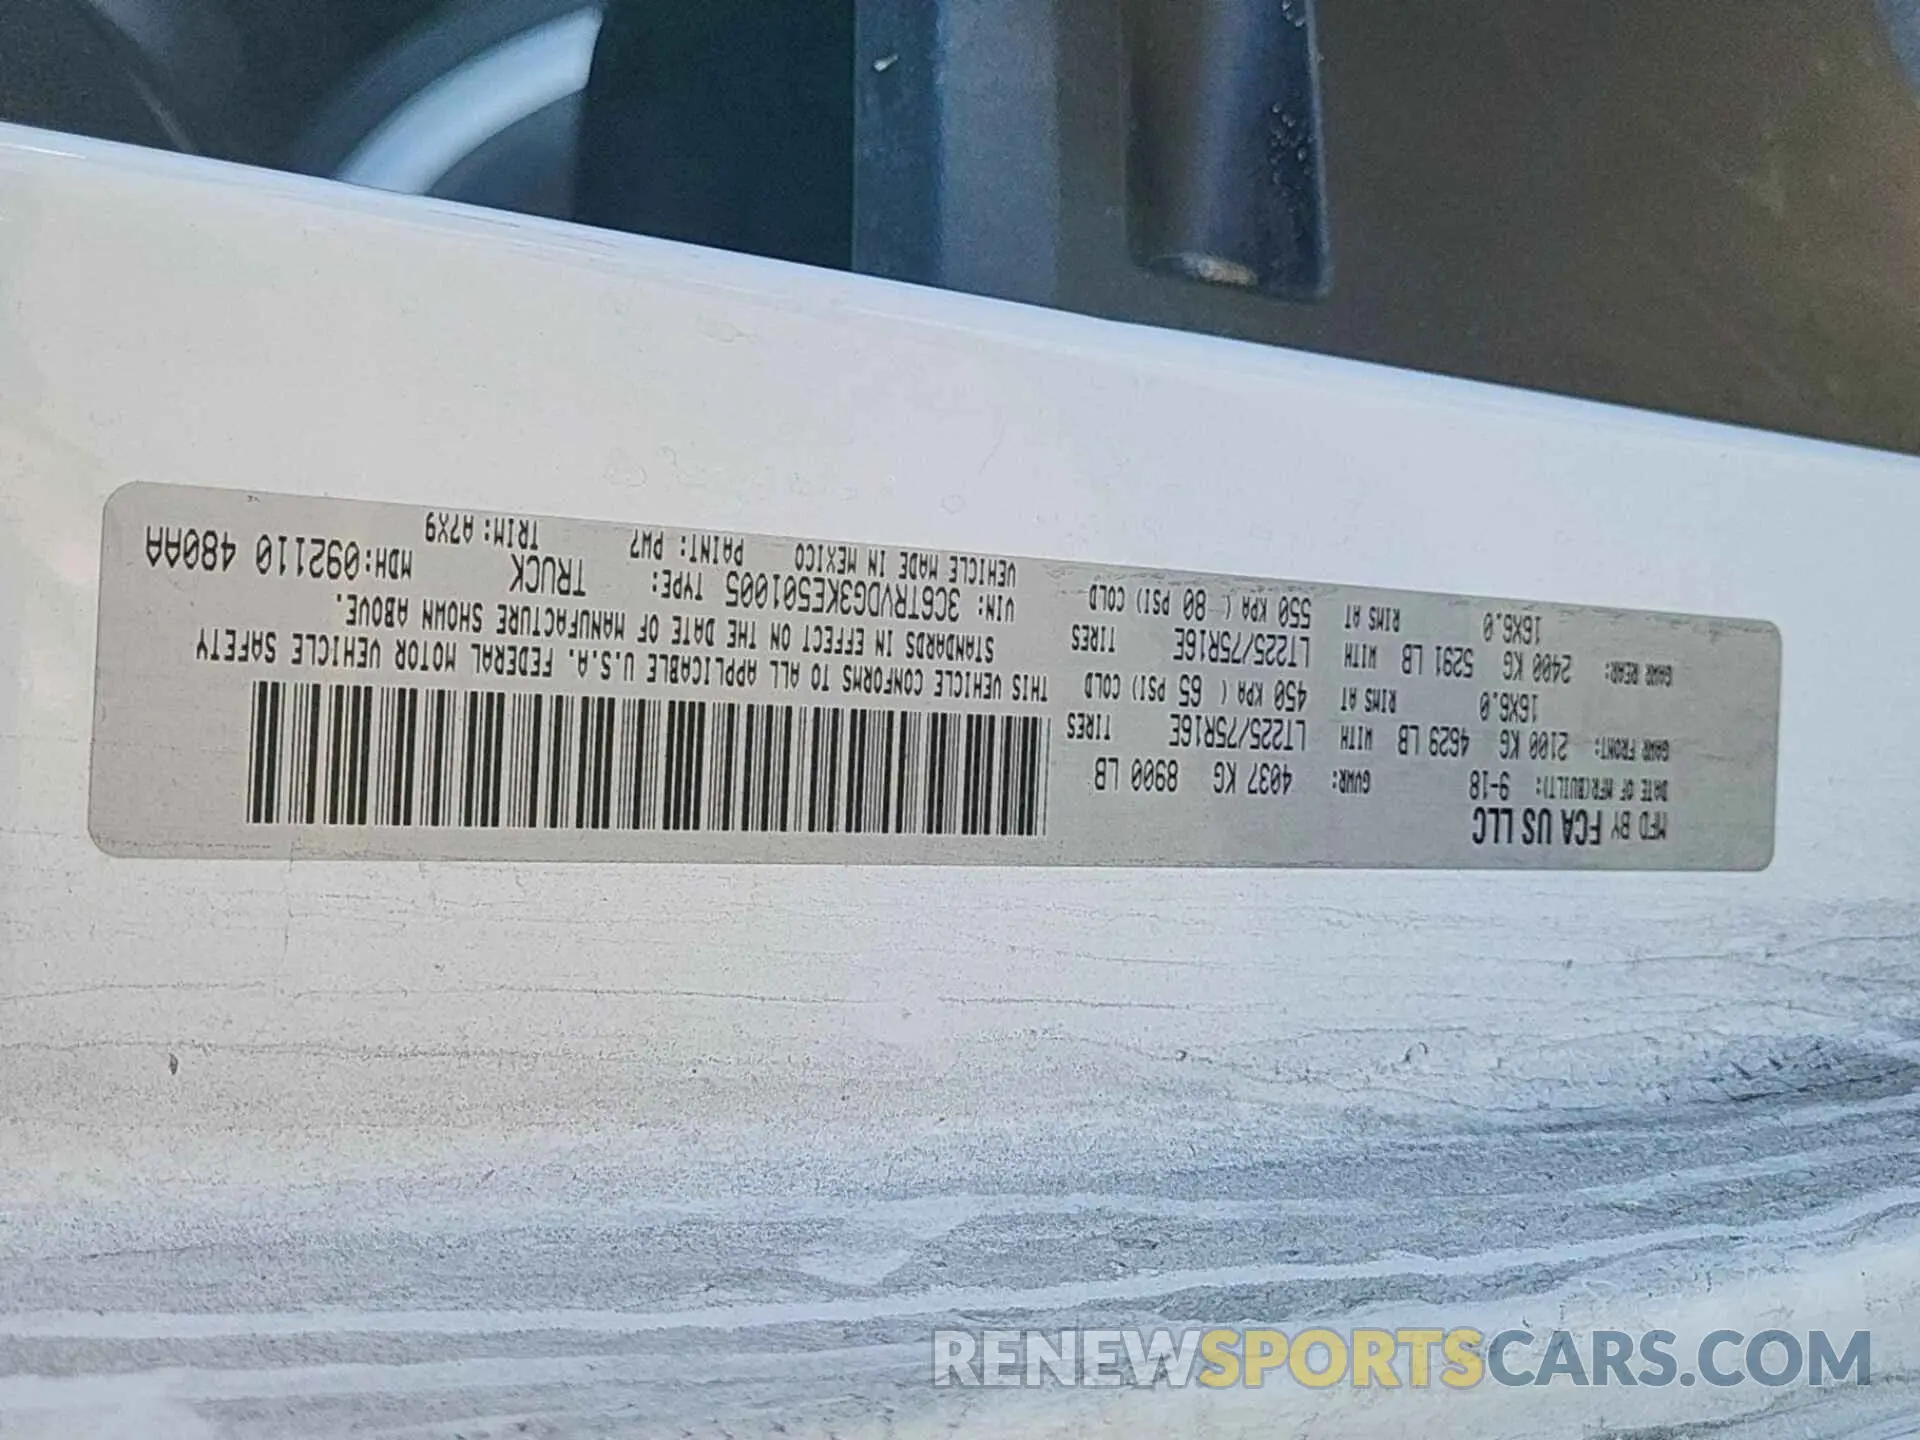 MFD BY FCA US LLC
DATE OF MFR(BUILT): 9-18 GVWR: 4037 KG 8900 LB
GAWR FRONT: 2100 KG 4629 LB WITH LT225/75R16E TIRES
16X6.0 RIMS AT 450 KPA ( 65 PSI) COLD
GAWR REAR: 2400 KG 5291 LB WITH LT225/75R16E TIRES
16X6.0 RIMS AT 550 KPA ( 80 PSI) COLD
THIS VEHICLE CONFORMS TO ALL APPLICABLE U.S.A. FEDERAL MOTOR VEHICLE SAFETY
STANDARDS IN EFFECT ON THE DATE OF MANUFACTURE SHOWN ABOVE.
VIN: 3C6TRVDG3KE501005 TYPE: TRUCK MDH:092110 480AA
VEHICLE MADE IN MEXICO PAINT: PW7 TRIM: A7X9
RENEWSPORTSCARS.COM